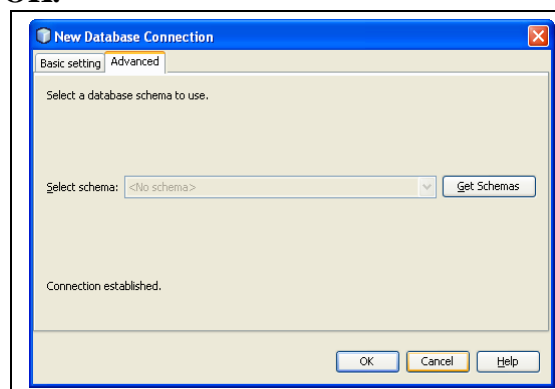 OK.
New Database Connection
Basic setting Advanced
Select a database schema to use.
Select schema: <No schema> Get Schemas
Connection established.
OK Cancel Help